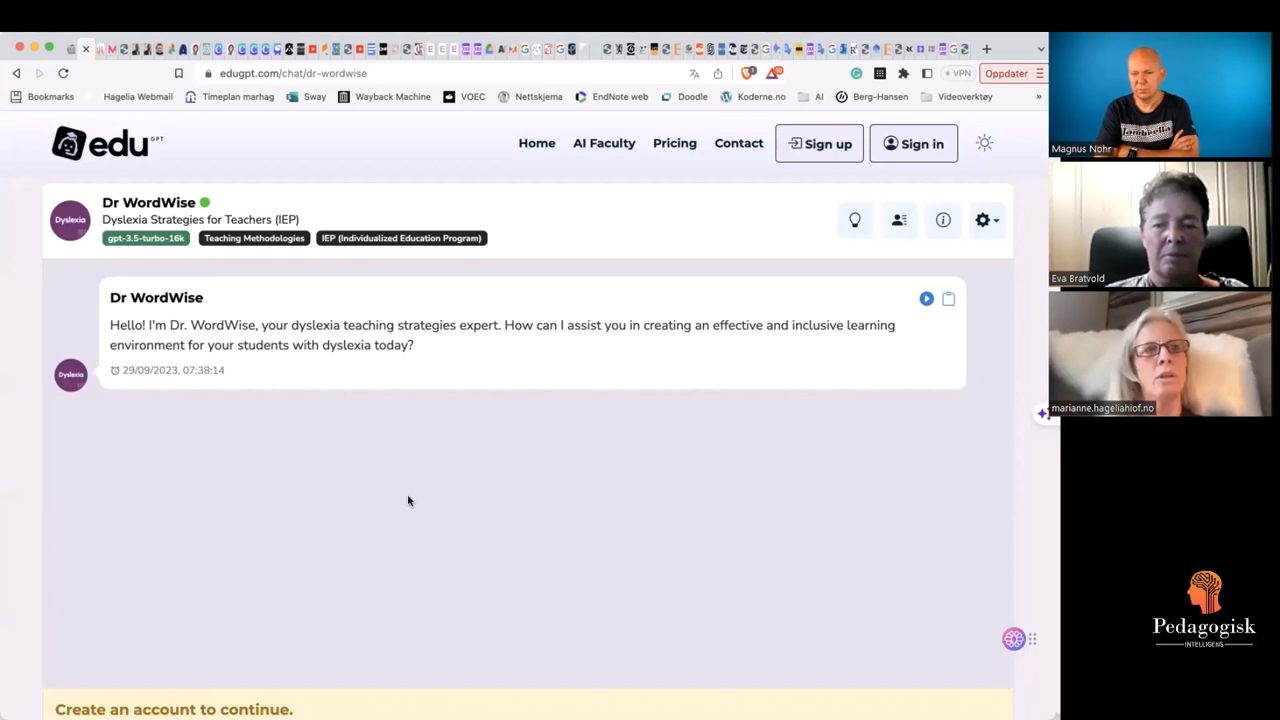 edugpt.com/chat/dr-wordwise
VPN
Oppdater
Bookmarks
Hagelia Webmail
Timeplan marhag
Sway
Wayback Machine
VOEC
Nettskjema
EndNote web
Doodle
Koderne.no
AI
Berg-Hansen
Videoverktøy
»
edu GPT
Home
AI Faculty
Pricing
Contact
Sign up
Sign in
Dyslexia
Dr WordWise
Dyslexia Strategies for Teachers (IEP)
gpt-3.5-turbo-16k
Teaching Methodologies
IEP (Individualized Education Program)
Dr WordWise
Hello! I'm Dr. WordWise, your dyslexia teaching strategies expert. How can I assist you in creating an effective and inclusive learning
environment for your students with dyslexia today?
29/09/2023, 07:38:14
Dyslexia
Create an account to continue.
Lambretta
Magnus Nohr
Eva Bratvold
marianne.hageliahiof.no
Pedagogisk
INTELLIGENS